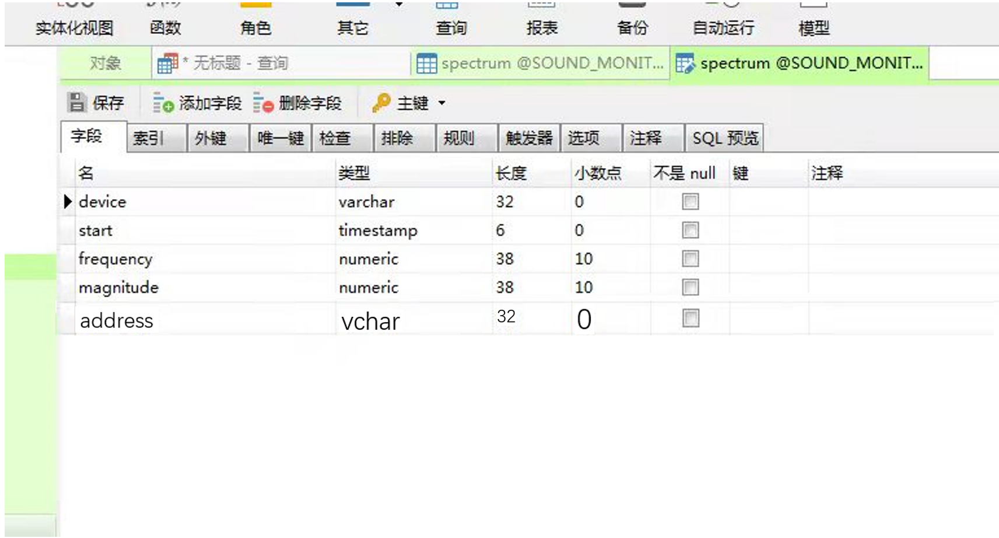 实体化视图 函数 角色 其它 查询 报表 备份 自动运行 模型
对象 * 无标题 - 查询 spectrum @SOUND_MONIT... spectrum @SOUND_MONIT...
保存 添加字段 删除字段 主键
字段 索引 外键 唯一键 检查 排除 规则 触发器 选项 注释 SQL 预览
名 类型 长度 小数点 不是 null 键 注释
device varchar 32 0
start timestamp 6 0
frequency numeric 38 10
magnitude numeric 38 10
address vchar 32 0